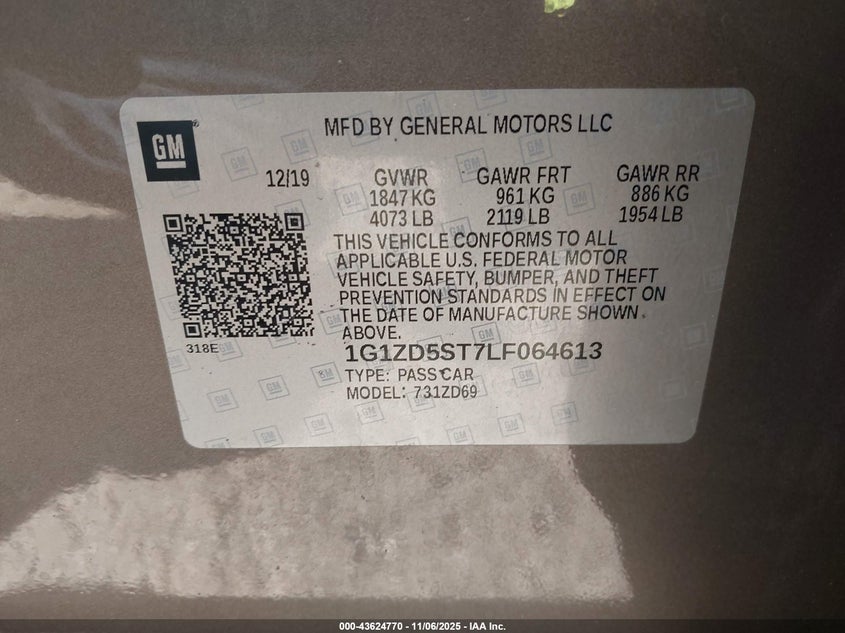 GM
MFD BY GENERAL MOTORS LLC
12/19 GVWR GAWR FRT GAWR RR
1847 KG 961 KG 886 KG
4073 LB 2119 LB 1954 LB
THIS VEHICLE CONFORMS TO ALL
APPLICABLE U.S. FEDERAL MOTOR
VEHICLE SAFETY, BUMPER, AND THEFT
PREVENTION STANDARDS IN EFFECT ON
THE DATE OF MANUFACTURE SHOWN
ABOVE.
318E
1G1ZD5ST7LF064613
TYPE: PASS CAR
MODEL: 731ZD69
000-43624770 - 11/06/2025 - IAA Inc.